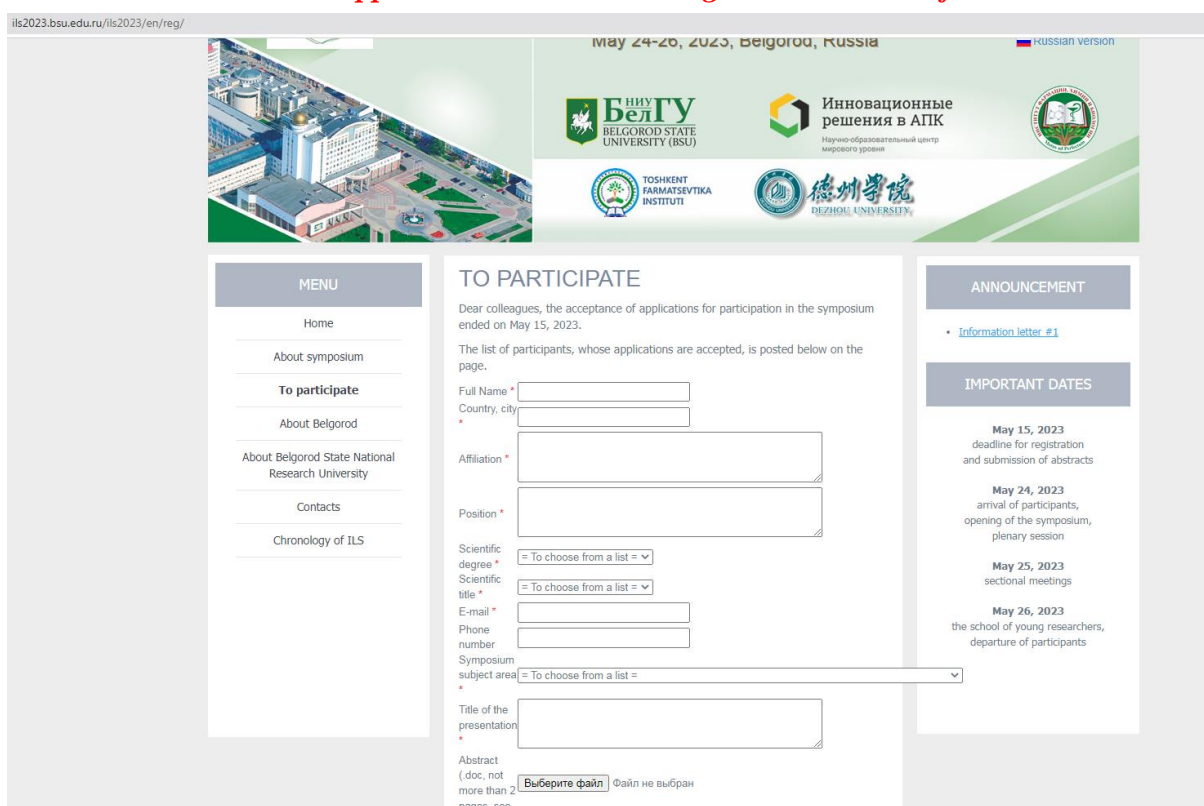 ils2023.bsu.edu.ru/ils2023/en/reg/
May 24-26, 2023, Belgorod, Russia
Russian version
НИУ
БелГУ
BELGOROD STATE
UNIVERSITY (BSU)
Инновационные
решения в АПК
Научно-образовательный центр
мирового уровня
TOSHKENT
FARMATSEVTIKA
INSTITUTI
德州学院
DEZHOU UNIVERSITY
MENU
Home
About symposium
To participate
About Belgorod
About Belgorod State National
Research University
Contacts
Chronology of ILS
TO PARTICIPATE
Dear colleagues, the acceptance of applications for participation in the symposium
ended on May 15, 2023.
The list of participants, whose applications are accepted, is posted below on the
page.
Full Name *
Country, city
*
Affiliation *
Position *
Scientific
degree *
= To choose from a list =
Scientific
title *
= To choose from a list =
E-mail *
Phone
number
Symposium
subject area
*
= To choose from a list =
Title of the
presentation
*
Abstract
(.doc, not
more than 2
Выберите файл Файл не выбран
ANNOUNCEMENT
Information letter #1
IMPORTANT DATES
May 15, 2023
deadline for registration
and submission of abstracts
May 24, 2023
arrival of participants,
opening of the symposium,
plenary session
May 25, 2023
sectional meetings
May 26, 2023
the school of young researchers,
departure of participants